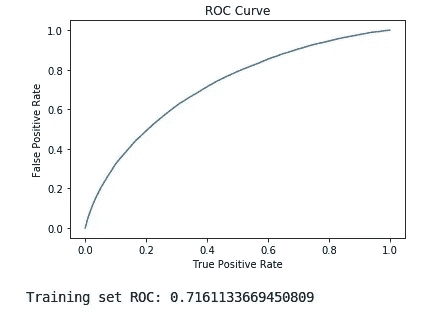 ROC Curve
1.0
0.8
0.6
0.4
0.2
0.0
False Positive Rate
0.0 0.2 0.4 0.6 0.8 1.0
True Positive Rate
Training set ROC: 0.7161133669450809